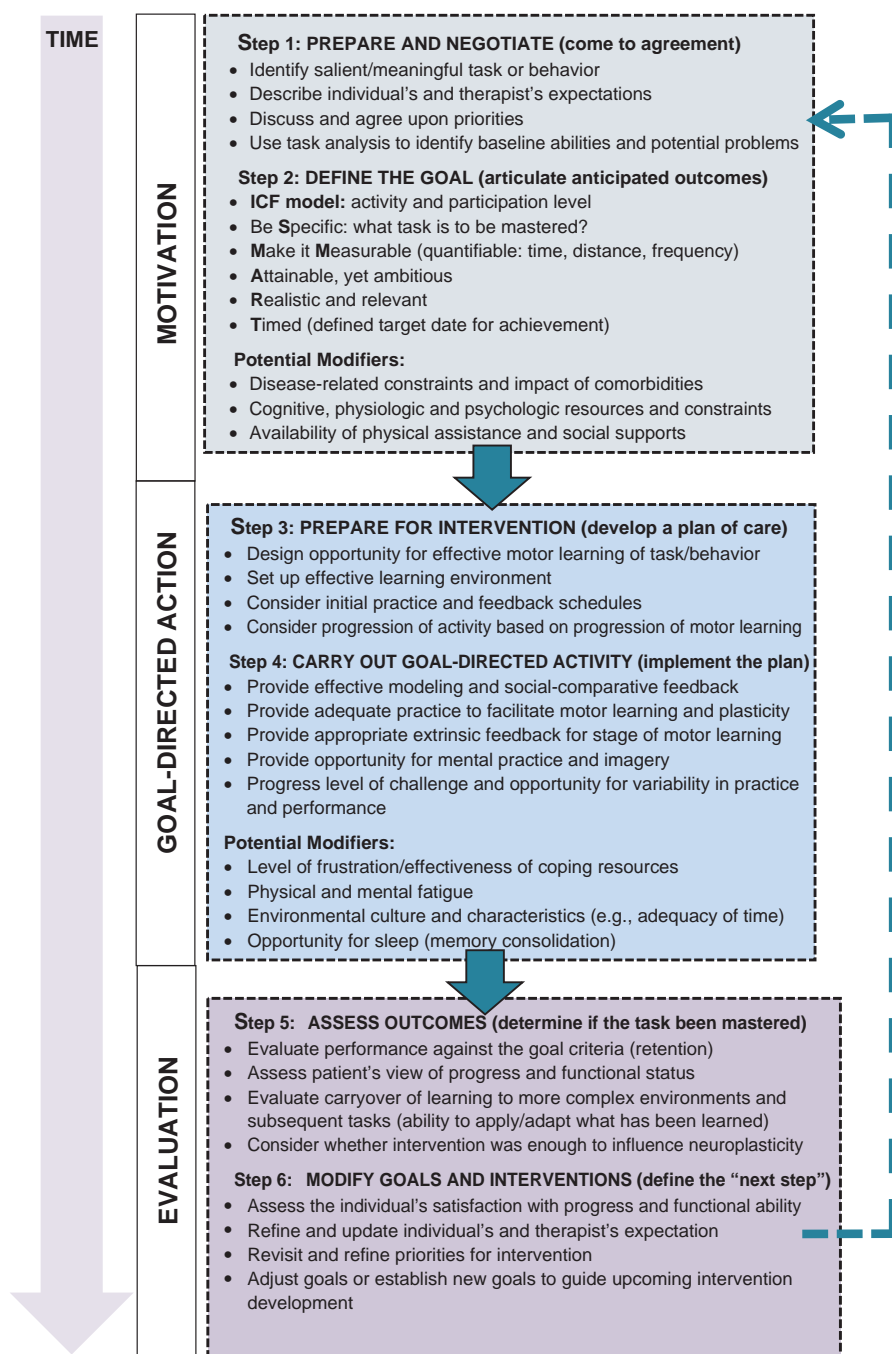 TIME
MOTIVATION
Step 1: PREPARE AND NEGOTIATE (come to agreement)
• Identify salient/meaningful task or behavior
• Describe individual's and therapist's expectations
• Discuss and agree upon priorities
• Use task analysis to identify baseline abilities and potential problems
Step 2: DEFINE THE GOAL (articulate anticipated outcomes)
• ICF model: activity and participation level
• Be Specific: what task is to be mastered?
• Make it Measurable (quantifiable: time, distance, frequency)
• Attainable, yet ambitious
• Realistic and relevant
• Timed (defined target date for achievement)
Potential Modifiers:
• Disease-related constraints and impact of comorbidities
• Cognitive, physiologic and psychologic resources and constraints
• Availability of physical assistance and social supports
GOAL-DIRECTED ACTION
Step 3: PREPARE FOR INTERVENTION (develop a plan of care)
• Design opportunity for effective motor learning of task/behavior
• Set up effective learning environment
• Consider initial practice and feedback schedules
• Consider progression of activity based on progression of motor learning
Step 4: CARRY OUT GOAL-DIRECTED ACTIVITY (implement the plan)
• Provide effective modeling and social-comparative feedback
• Provide adequate practice to facilitate motor learning and plasticity
• Provide appropriate extrinsic feedback for stage of motor learning
• Provide opportunity for mental practice and imagery
• Progress level of challenge and opportunity for variability in practice
and performance
Potential Modifiers:
• Level of frustration/effectiveness of coping resources
• Physical and mental fatigue
• Environmental culture and characteristics (e.g., adequacy of time)
• Opportunity for sleep (memory consolidation)
EVALUATION
Step 5: ASSESS OUTCOMES (determine if the task been mastered)
• Evaluate performance against the goal criteria (retention)
• Assess patient's view of progress and functional status
• Evaluate carryover of learning to more complex environments and
subsequent tasks (ability to apply/adapt what has been learned)
• Consider whether intervention was enough to influence neuroplasticity
Step 6: MODIFY GOALS AND INTERVENTIONS (define the "next step")
• Assess the individual's satisfaction with progress and functional ability
• Refine and update individual's and therapist's expectation
• Revisit and refine priorities for intervention
• Adjust goals or establish new goals to guide upcoming intervention
development